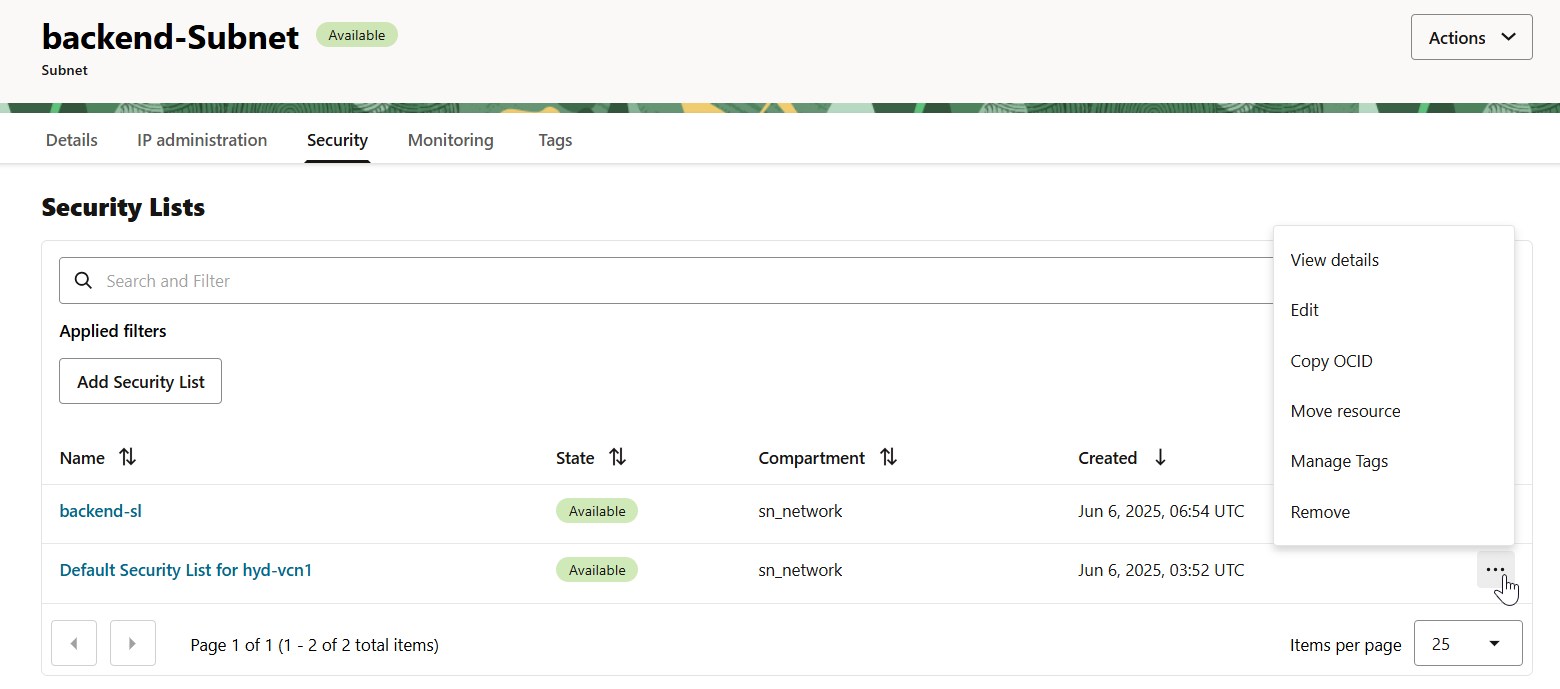 backend-Subnet Available
Subnet
Actions
Details IP administration Security Monitoring Tags
Security Lists
Search and Filter
Applied filters
Add Security List
Name State Compartment Created
backend-sl Available sn_network Jun 6, 2025, 06:54 UTC
Default Security List for hyd-vcn1 Available sn_network Jun 6, 2025, 03:52 UTC
View details
Edit
Copy OCID
Move resource
Manage Tags
Remove
Page 1 of 1 (1 - 2 of 2 total items) Items per page 25